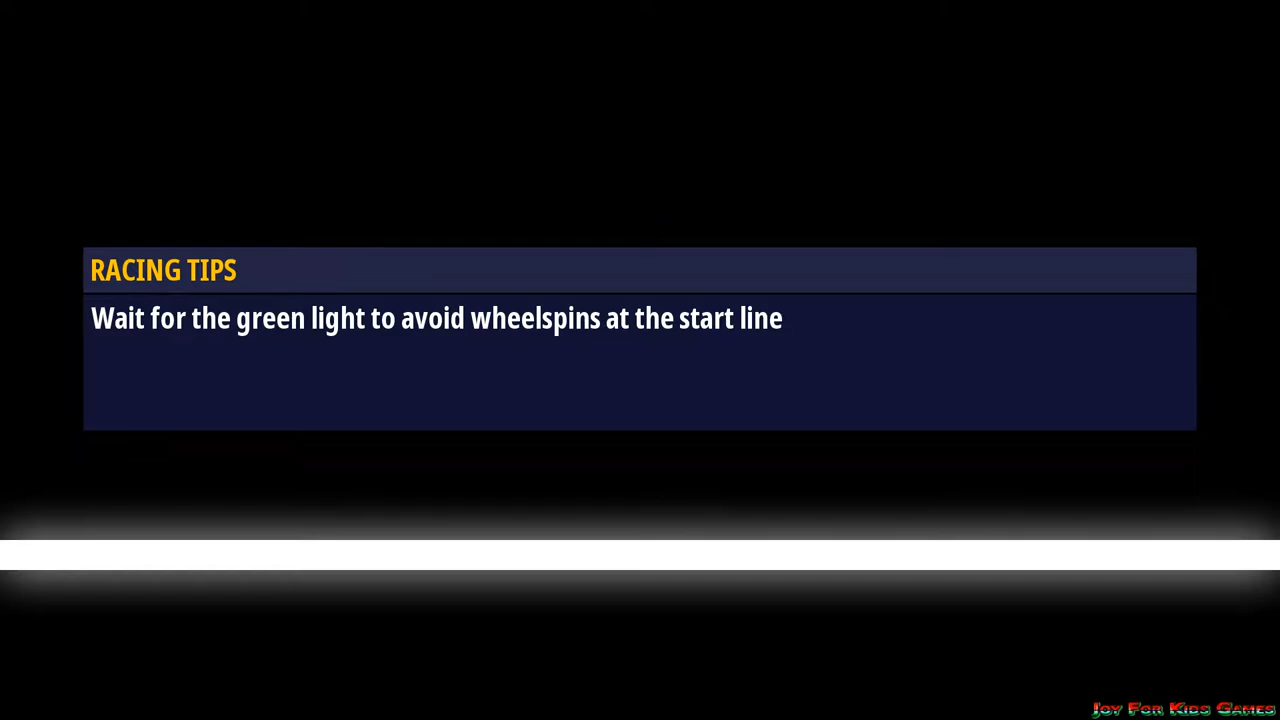 RACING TIPS
Wait for the green light to avoid wheelspins at the start line
Joy For Kids Games